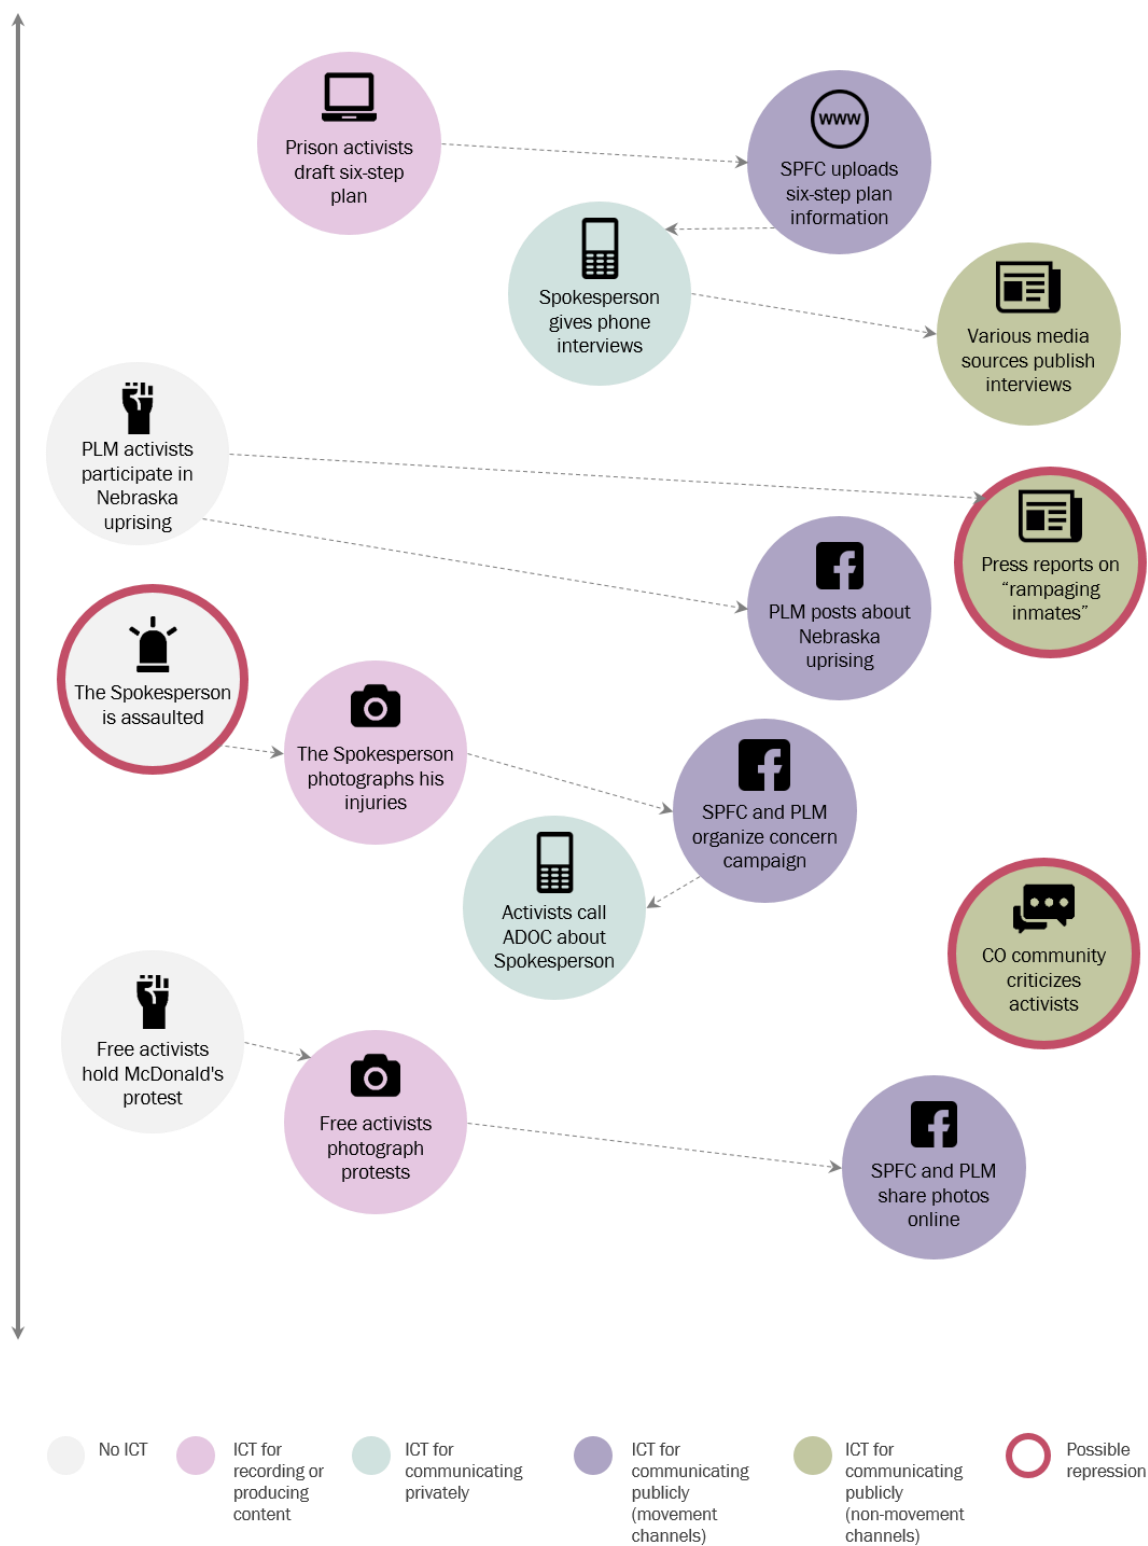 Prison activists
draft six-step
plan
WWW
SPFC uploads
six-step plan
information
Spokesperson
gives phone
interviews
Various media
sources publish
interviews
PLM activists
participate in
Nebraska
uprising
Press reports on
“rampaging
inmates”
PLM posts about
Nebraska
uprising
The Spokesperson
is assaulted
The Spokesperson
photographs his
injuries
SPFC and PLM
organize concern
campaign
Activists call
ADOC about
Spokesperson
CO community
criticizes
activists
Free activists
hold McDonald's
protest
Free activists
photograph
protests
SPFC and PLM
share photos
online
No ICT
ICT for
recording or
producing
content
ICT for
communicating
privately
ICT for
communicating
publicly
(movement
channels)
ICT for
communicating
publicly
(non-movement
channels)
Possible
repression